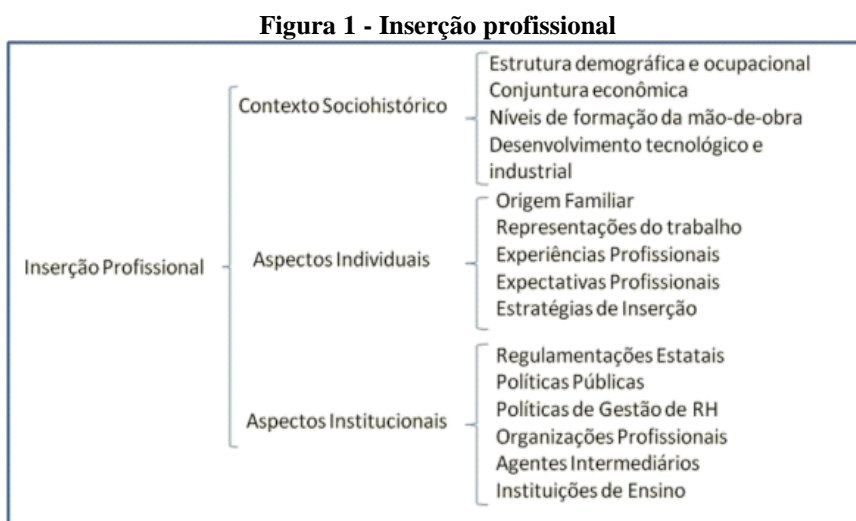 Figura 1 - Inserção profissional
Inserção Profissional
Contexto Sociohistórico
Estrutura demográfica e ocupacional
Conjuntura econômica
Níveis de formação da mão-de-obra
Desenvolvimento tecnológico e
industrial
Aspectos Individuais
Origem Familiar
Representações do trabalho
Experiências Profissionais
Expectativas Profissionais
Estratégias de Inserção
Aspectos Institucionais
Regulamentações Estatais
Políticas Públicas
Políticas de Gestão de RH
Organizações Profissionais
Agentes Intermediários
Instituições de Ensino